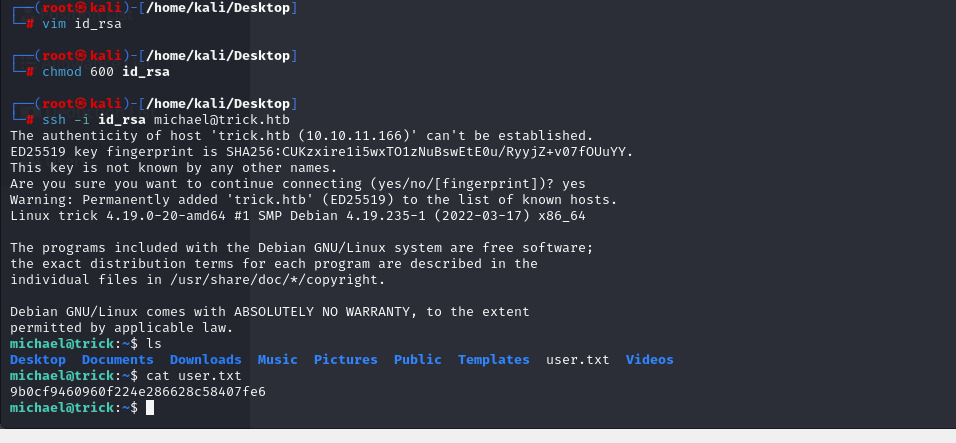 ┌──(root㉿kali)-[/home/kali/Desktop]
└─# vim id_rsa
┌──(root㉿kali)-[/home/kali/Desktop]
└─# chmod 600 id_rsa
┌──(root㉿kali)-[/home/kali/Desktop]
└─# ssh -i id_rsa michael@trick.htb
The authenticity of host 'trick.htb (10.10.11.166)' can't be established.
ED25519 key fingerprint is SHA256:CUKzxire1i5wxTO1zNuBswEtE0u/RyyjZ+v07fOUuYY.
This key is not known by any other names.
Are you sure you want to continue connecting (yes/no/[fingerprint])? yes
Warning: Permanently added 'trick.htb' (ED25519) to the list of known hosts.
Linux trick 4.19.0-20-amd64 #1 SMP Debian 4.19.235-1 (2022-03-17) x86_64
The programs included with the Debian GNU/Linux system are free software;
the exact distribution terms for each program are described in the
individual files in /usr/share/doc/*/copyright.
Debian GNU/Linux comes with ABSOLUTELY NO WARRANTY, to the extent
permitted by applicable law.
michael@trick:~$ ls
Desktop Documents Downloads Music Pictures Public Templates user.txt Videos
michael@trick:~$ cat user.txt
9b0cf9460960f224e286628c58407fe6
michael@trick:~$